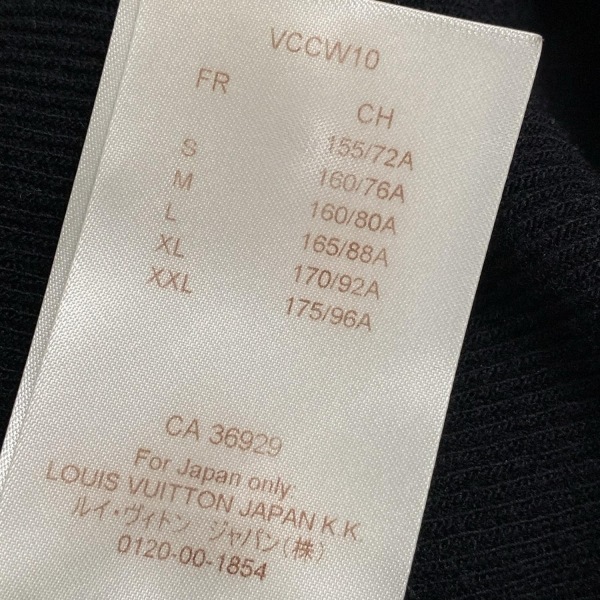 VCCW10
FR CH
S 155/72A
M 160/76A
L 160/80A
XL 165/88A
XXL 170/92A
175/96A
CA 36929
For Japan only:
LOUIS VUITTON JAPAN K.K.
ルイ・ヴィトン ジャパン(株)
0120-00-1854